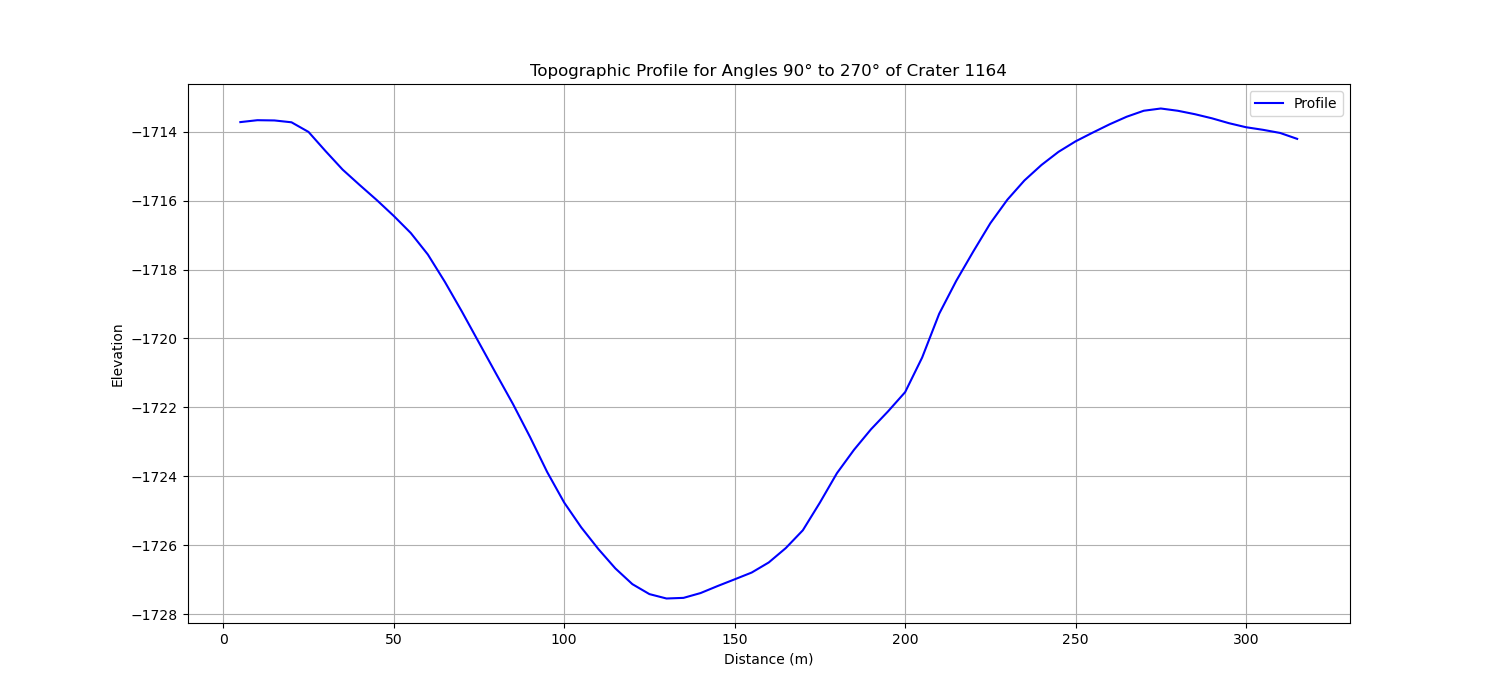 Topographic Profile for Angles 90° to 270° of Crater 1164
Profile
−1714
−1716
−1718
−1720
−1722
−1724
−1726
−1728
Elevation
0 50 100 150 200 250 300
Distance (m)